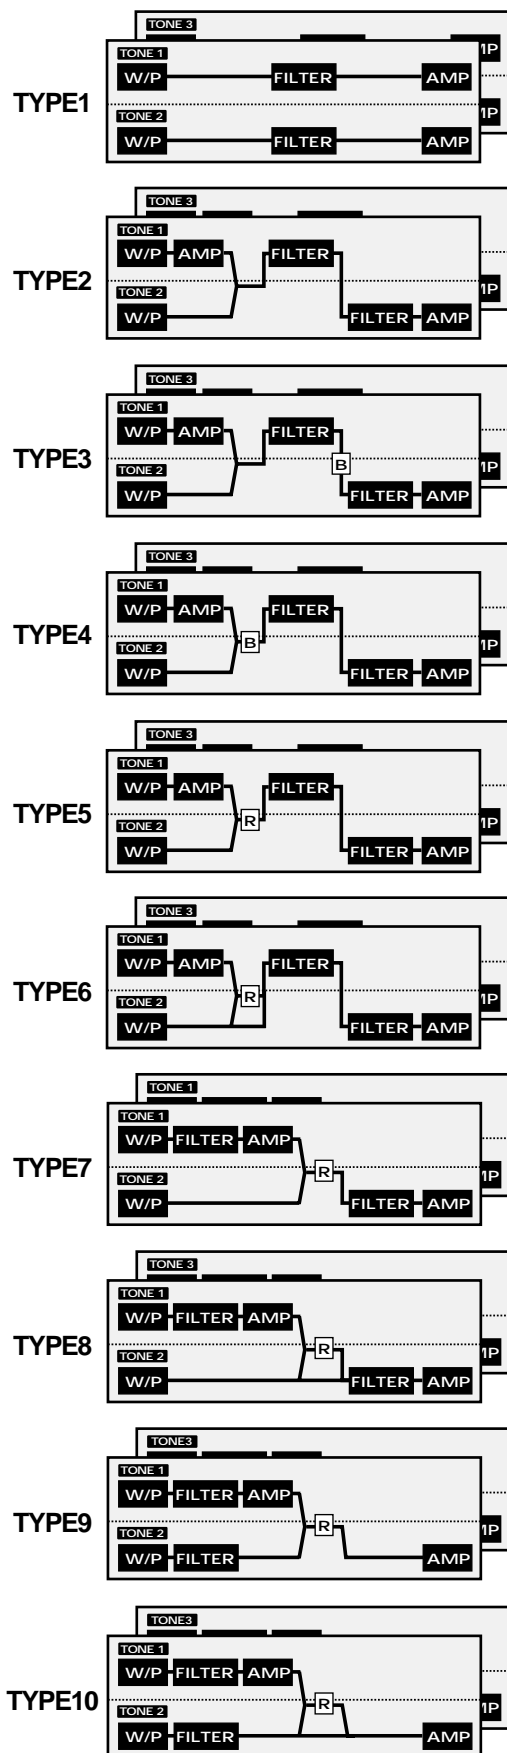 TONE 3
TONE 1
W/P FILTER AMP
TYPE1
TONE 2
W/P FILTER AMP
TONE 3
TONE 1
W/P AMP FILTER
TYPE2
TONE 2
W/P FILTER AMP
TONE 3
TONE 1
W/P AMP FILTER
TYPE3
B
TONE 2
W/P FILTER AMP
TONE 3
TONE 1
W/P AMP FILTER
TYPE4
B
TONE 2
W/P FILTER AMP
TONE 3
TONE 1
W/P AMP FILTER
TYPE5
R
TONE 2
W/P FILTER AMP
TONE 3
TONE 1
W/P AMP FILTER
TYPE6
R
TONE 2
W/P FILTER AMP
TONE 1
TONE 1
W/P FILTER AMP
TYPE7
R
TONE 2
W/P FILTER AMP
TONE 3
TONE 1
W/P FILTER AMP
TYPE8
R
TONE 2
W/P FILTER AMP
TONE3
TONE 1
W/P FILTER AMP
TYPE9
R
TONE 2
W/P FILTER AMP
TONE3
TONE 1
W/P FILTER AMP
TYPE10
R
TONE 2
W/P FILTER AMP